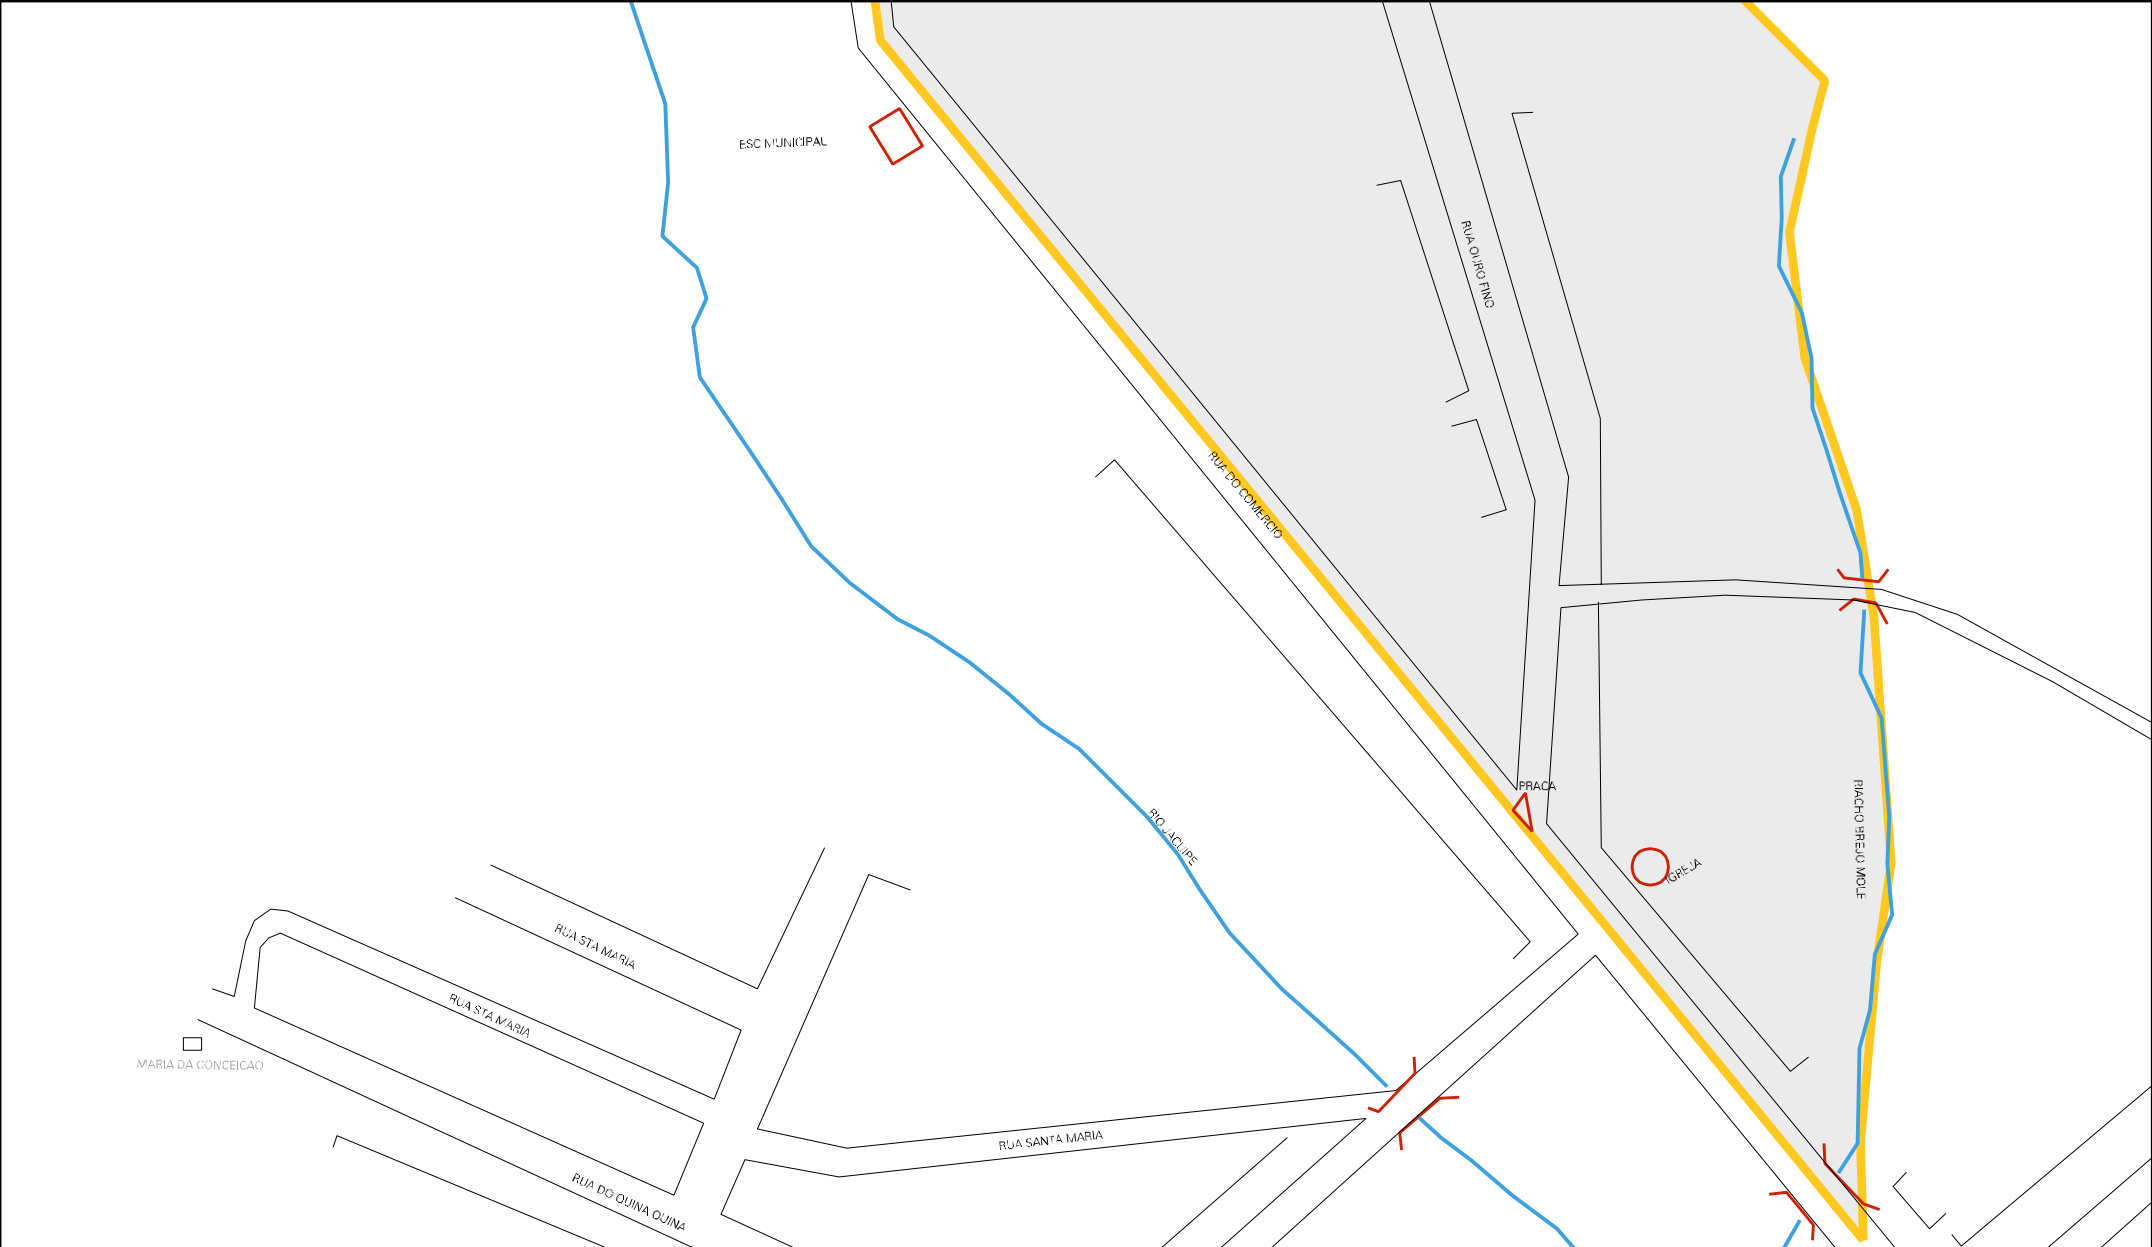 ESC MUNICIPAL
RUA OURO FINO
RUA DO COMERCIO
PRACA
RIACHO BREJO MOLE
RIO JACUIPE
IGREJA
RUA STA MARIA
RUA STA MARIA
MARIA DA CONCEICAO
RUA SANTA MARIA
RUA DO QUINA QUINA